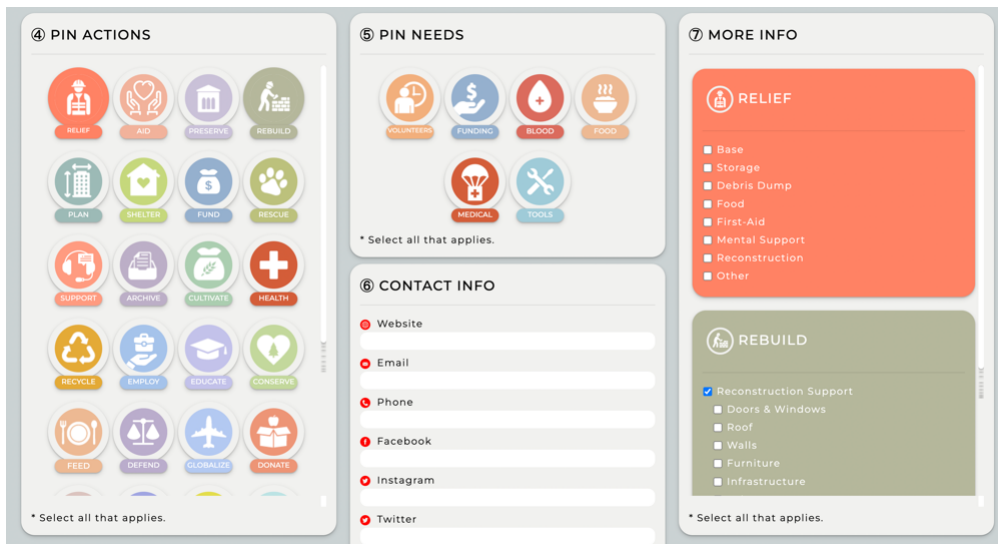 ④ PIN ACTIONS
RELIEF
AID
PRESERVE
REBUILD
PLAN
SHELTER
FUND
RESCUE
SUPPORT
ARCHIVE
CULTIVATE
HEALTH
RECYCLE
EMPLOY
EDUCATE
CONSERVE
FEED
DEFEND
GLOBALIZE
DONATE
* Select all that applies.
⑤ PIN NEEDS
VOLUNTEERS
FUNDING
BLOOD
FOOD
MEDICAL
TOOLS
* Select all that applies.
⑥ CONTACT INFO
Website
Email
Phone
Facebook
Instagram
Twitter
⑦ MORE INFO
RELIEF
Base
Storage
Debris Dump
Food
First-Aid
Mental Support
Reconstruction
Other
REBUILD
Reconstruction Support
Doors & Windows
Roof
Walls
Furniture
Infrastructure
* Select all that applies.